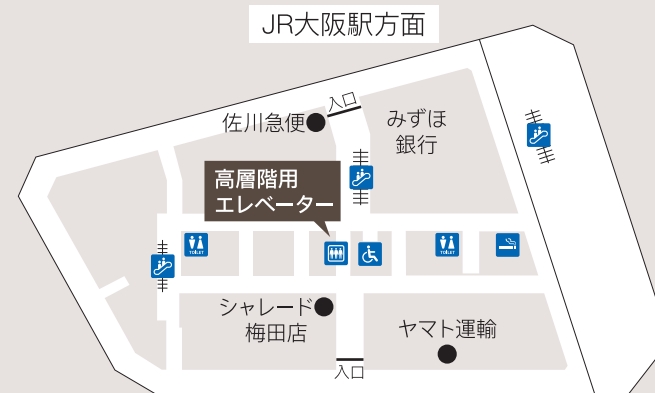 JR大阪駅方面
入口
佐川急便
みずほ
銀行
高層階用
エレベーター
TOILET
TOILET
シャレード
梅田店
ヤマト運輸
入口